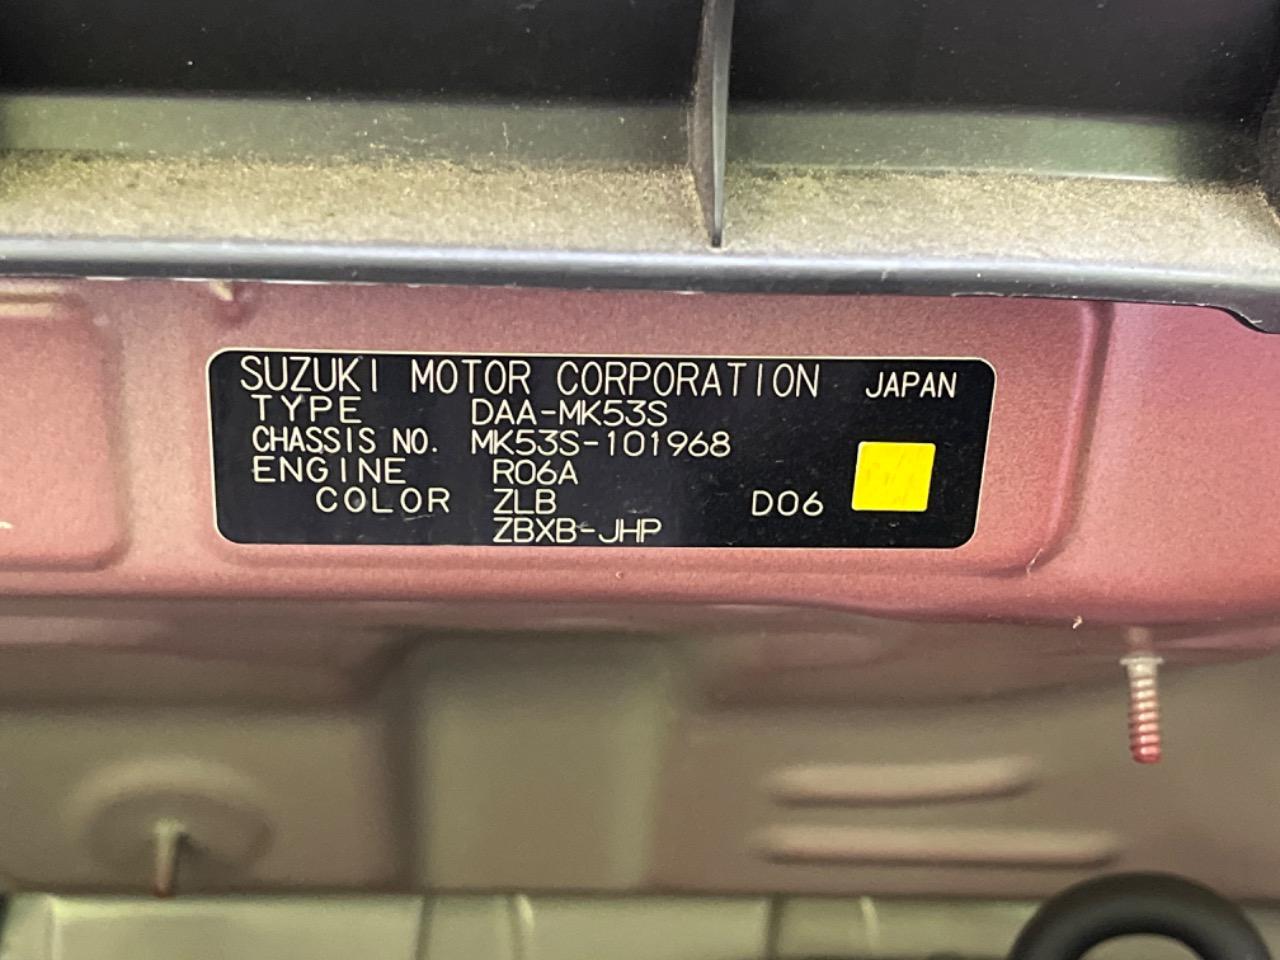 SUZUKI MOTOR CORPORATION JAPAN
TYPE DAA-MK53S
CHASSIS NO. MK53S-101968
ENGINE R06A
COLOR ZLB D06
ZBXB-JHP